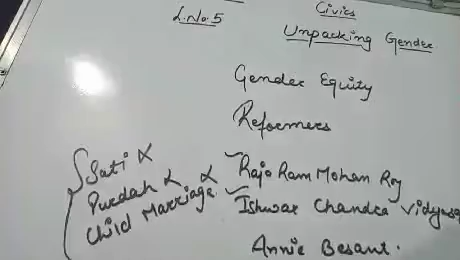 L.No.5
Civics
Unpacking Gender
Gender Equity
Reformers
Sati X
Purdah X
Child Marriage X
✓Raja Ram Mohan Roy
✓Ishwar Chandra Vidyasa
Annie Besant.